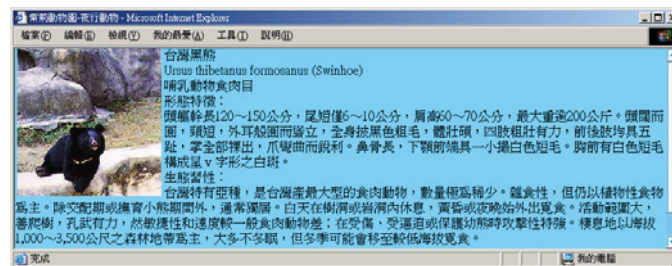 紫荊動物園-夜行動物 - Microsoft Internet Explorer
檔案(F) 編輯(E) 檢視(V) 我的最愛(A) 工具(T) 說明(H)
台灣黑熊
Ursus thibetanus formosanus (Swinhoe)
哺乳動物食肉目
形態特徵：
頭軀幹長120～150公分，尾短僅6～10公分，肩高60～70公分，最大重達200公斤。頭闊而
圓，頸短，外耳殼圓而聳立，全身披黑色粗毛，體壯碩，四肢粗壯有力，前後肢均具五
趾，掌全部裸出，爪彎曲而銳利。鼻骨長，下顎前端具一小撮白色短毛。胸前有白色短毛
構成呈 v 字形之白斑。
生態習性：
台灣特有亞種，是台灣產最大型的食肉動物，數量極為稀少。雜食性，但仍以植物性食物
為主。除交配期或撫育小熊期間外，通常獨居。白天在樹洞或岩洞內休息，黃昏或夜晚始外出覓食。活動範圍大，
善爬樹，孔武有力，然敏捷性和速度較一般食肉動物差；在受傷、受逼迫或保護幼熊時攻擊性特強。棲息地以海拔
1,000～3,500公尺之森林地帶為主，大多不冬眠，但冬季可能會移至較低海拔覓食。
完成 我的電腦